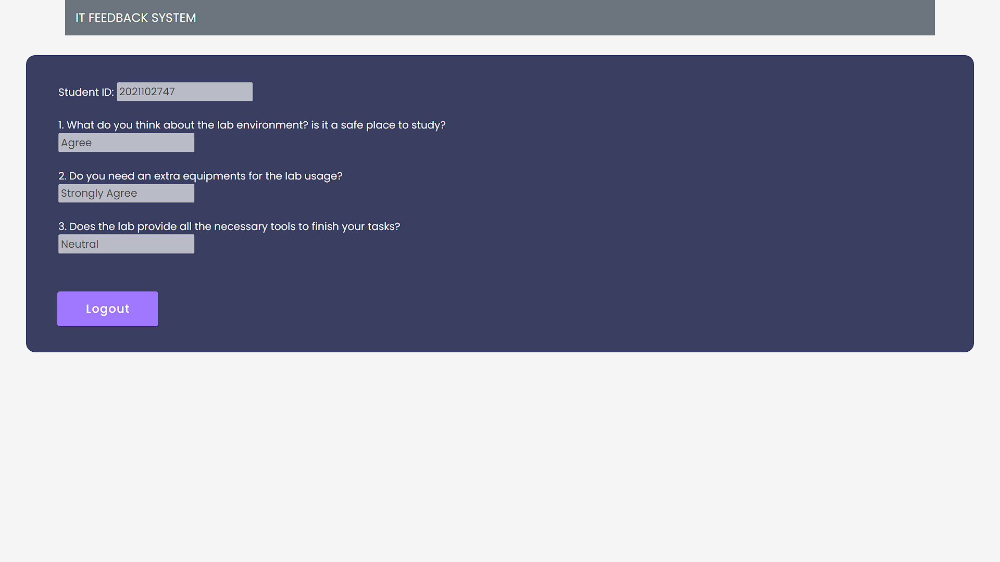 IT FEEDBACK SYSTEM
Student ID: 2021102747
1. What do you think about the lab environment? is it a safe place to study?
Agree
2. Do you need an extra equipments for the lab usage?
Strongly Agree
3. Does the lab provide all the necessary tools to finish your tasks?
Neutral
Logout